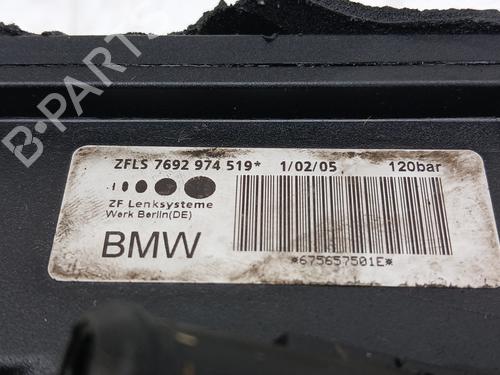 ZFLS 7692 974 519* 1/02/05 120bar
ZF Lenksysteme
Werk Berlin(DE)
BMW
*675657501E*
B-PARTS